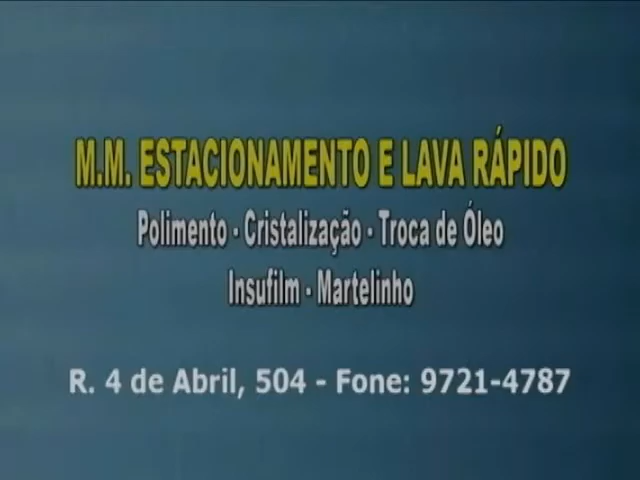 M.M. ESTACIONAMENTO E LAVA RÁPIDO
Polimento - Cristalização - Troca de Óleo
Insufilm - Martelinho
R. 4 de Abril, 504 - Fone: 9721-4787